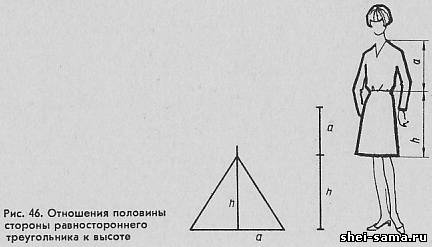 a
h
a
h
h
a
Рис. 46. Отношения половины
стороны равностороннего
треугольника к высоте
shei-sama.ru